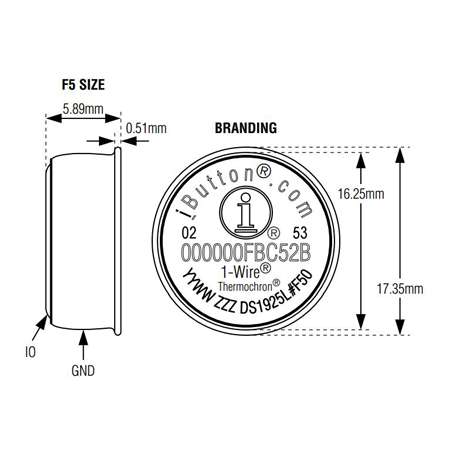 F5 SIZE
5.89mm
0.51mm
BRANDING
iButton®.com
i
02 ® 53
000000FBC52B
1-Wire®
Thermochron®
YYWW ZZZ DS1925L#F50
16.25mm
17.35mm
IO
GND